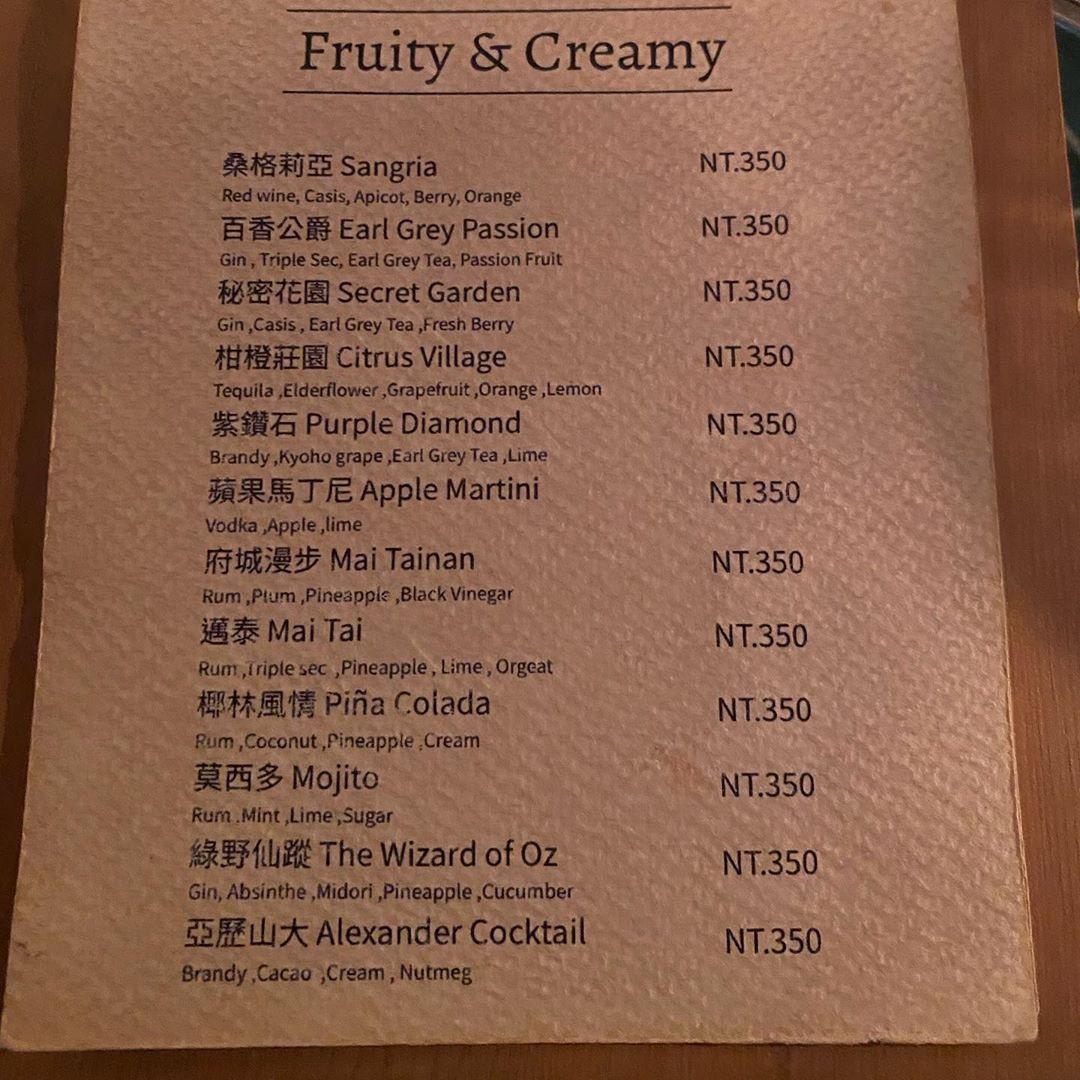 Fruity & Creamy
桑格莉亞 Sangria NT.350
Red wine, Casis, Apicot, Berry, Orange
百香公爵 Earl Grey Passion NT.350
Gin , Triple Sec, Earl Grey Tea, Passion Fruit
秘密花園 Secret Garden NT.350
Gin ,Casis , Earl Grey Tea ,Fresh Berry
柑橙莊園 Citrus Village NT.350
Tequila ,Elderflower ,Grapefruit ,Orange ,Lemon
紫鑽石 Purple Diamond NT.350
Brandy ,Kyoho grape ,Earl Grey Tea ,Lime
蘋果馬丁尼 Apple Martini NT.350
Vodka ,Apple ,lime
府城漫步 Mai Tainan NT.350
Rum ,Plum ,Pineapple ,Black Vinegar
邁泰 Mai Tai NT.350
Rum ,Triple sec ,Pineapple , Lime , Orgeat
椰林風情 Piña Colada NT.350
Rum ,Coconut ,Pineapple ,Cream
莫西多 Mojito NT.350
Rum .Mint ,Lime ,Sugar
綠野仙蹤 The Wizard of Oz NT.350
Gin, Absinthe ,Midori ,Pineapple ,Cucumber
亞歷山大 Alexander Cocktail NT.350
Brandy ,Cacao ,Cream , Nutmeg